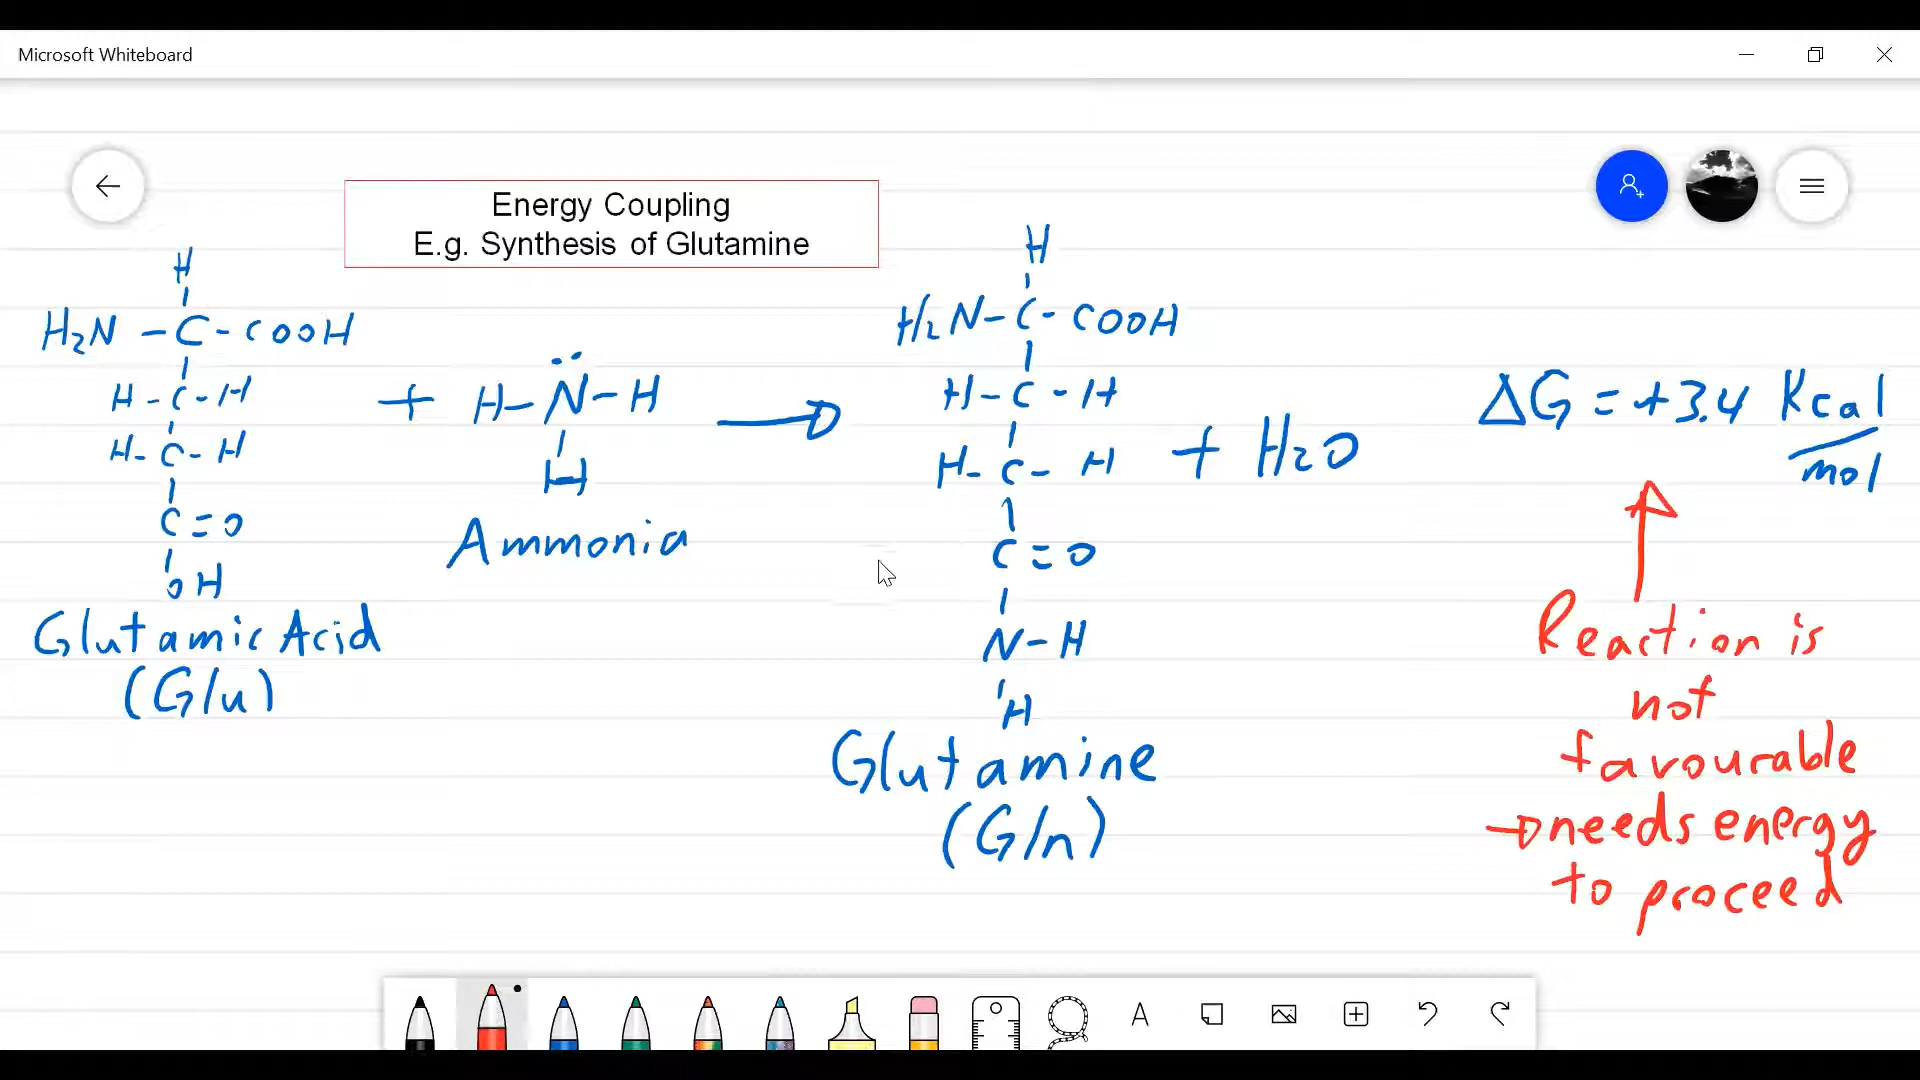 Microsoft Whiteboard
Energy Coupling
E.g. Synthesis of Glutamine
H
H₂N – C – COOH
H – C – H
H – C – H
C = O
OH
Glutamic Acid
(Glu)
+
H – N – H
H
Ammonia
H
H₂N – C – COOH
H – C – H
H – C – H
C = O
N – H
H
Glutamine
(Gln)
+ H₂O
ΔG = +3.4 Kcal/mol
Reaction is
not
favourable
→ needs energy
to proceed
A